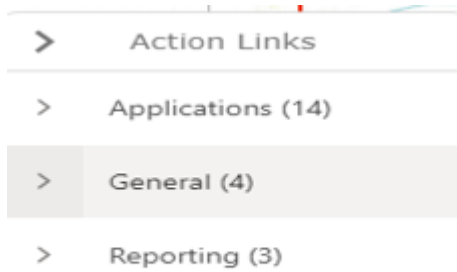 Action Links
Applications (14)
General (4)
Reporting (3)